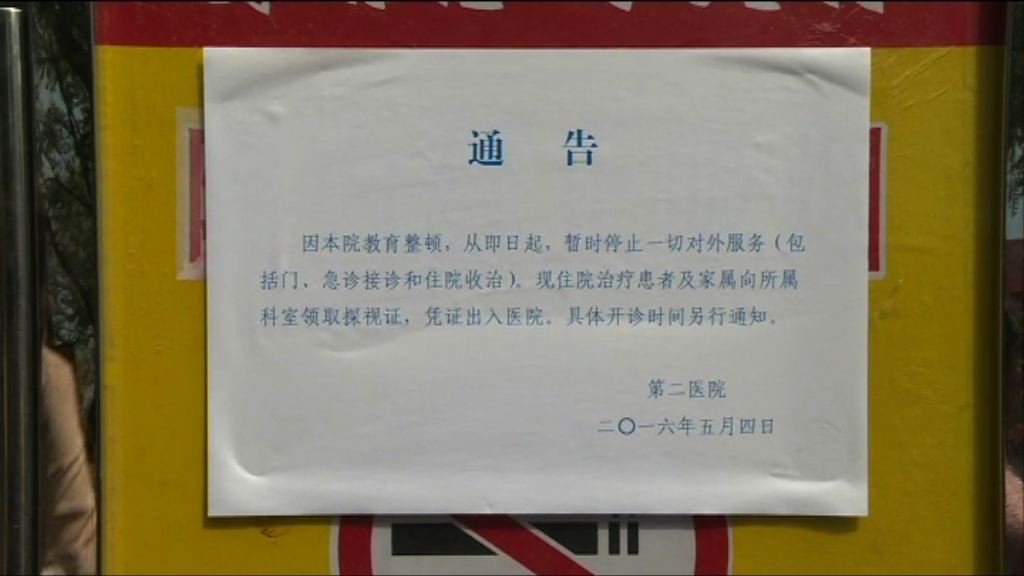 通 告
因本院教育整顿，从即日起，暂时停止一切对外服务（包
括门、急诊接诊和住院收治）。现住院治疗患者及家属向所属
科室领取探视证，凭证出入医院。具体开诊时间另行通知。
第二医院
二〇一六年五月四日